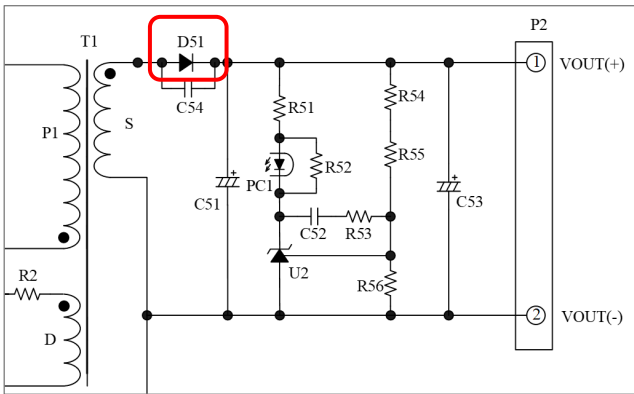 P2
T1
D51
1
VOUT(+)
C54
R51
R54
P1
S
R55
R52
PC1
C51
C53
C52
R53
R2
U2
R56
2
VOUT(-)
D